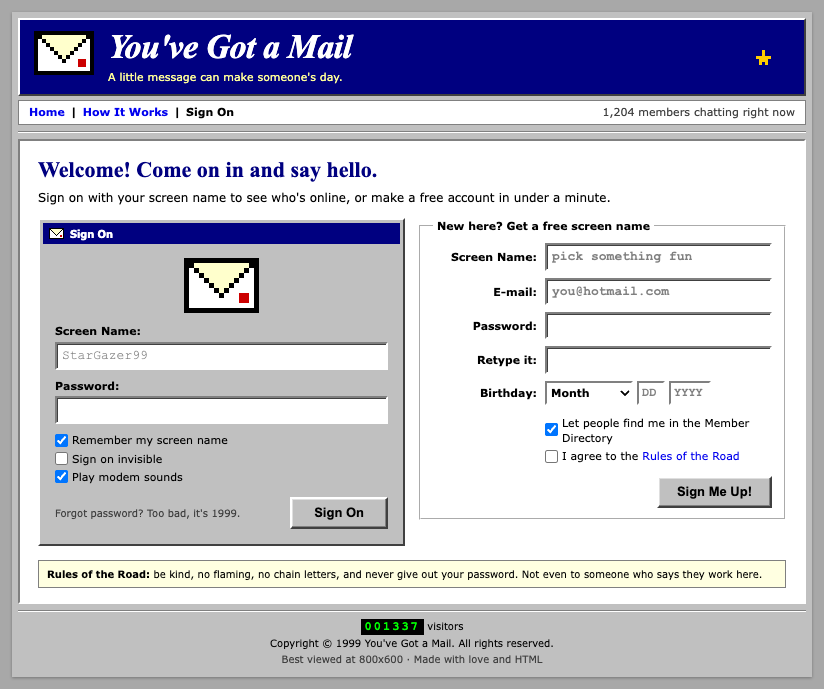 You've Got a Mail
A little message can make someone's day.
Home | How It Works | Sign On
1,204 members chatting right now
Welcome! Come on in and say hello.
Sign on with your screen name to see who's online, or make a free account in under a minute.
Sign On
Screen Name:
StarGazer99
Password:
Remember my screen name
Sign on invisible
Play modem sounds
Forgot password? Too bad, it's 1999.
Sign On
New here? Get a free screen name
Screen Name: pick something fun
E-mail: you@hotmail.com
Password:
Retype it:
Birthday: Month DD YYYY
Let people find me in the Member
Directory
I agree to the Rules of the Road
Sign Me Up!
Rules of the Road: be kind, no flaming, no chain letters, and never give out your password. Not even to someone who says they work here.
001337 visitors
Copyright © 1999 You've Got a Mail. All rights reserved.
Best viewed at 800x600 · Made with love and HTML